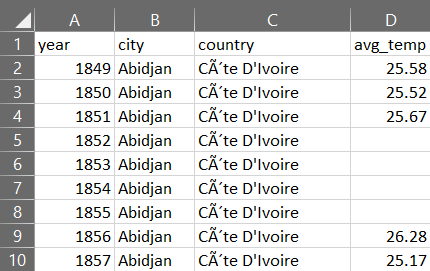 A B C D
1 year city country avg_temp
2 1849 Abidjan CÃ´te D'Ivoire 25.58
3 1850 Abidjan CÃ´te D'Ivoire 25.52
4 1851 Abidjan CÃ´te D'Ivoire 25.67
5 1852 Abidjan CÃ´te D'Ivoire
6 1853 Abidjan CÃ´te D'Ivoire
7 1854 Abidjan CÃ´te D'Ivoire
8 1855 Abidjan CÃ´te D'Ivoire
9 1856 Abidjan CÃ´te D'Ivoire 26.28
10 1857 Abidjan CÃ´te D'Ivoire 25.17